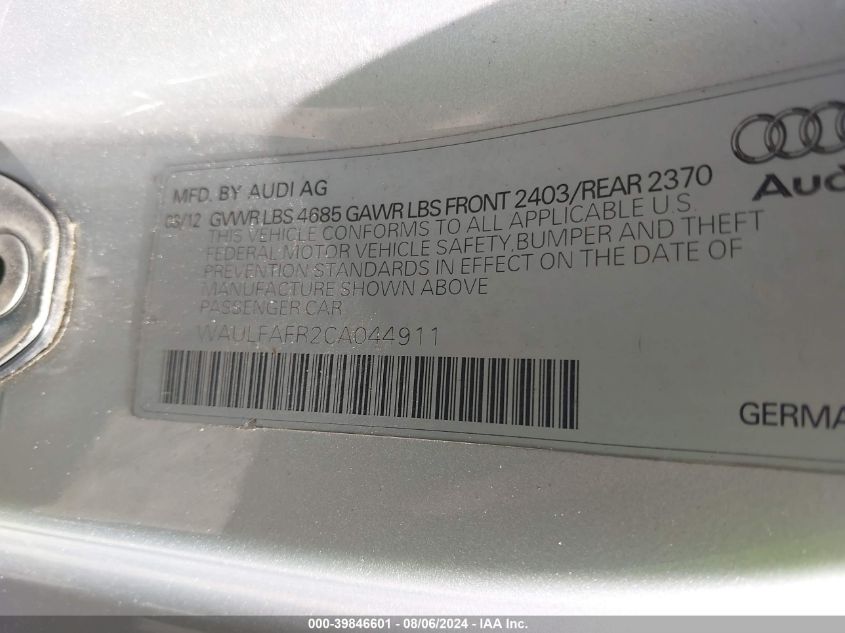 Aud
MFD. BY AUDI AG
03/12 GVWR LBS 4685 GAWR LBS FRONT 2403/REAR 2370
THIS VEHICLE CONFORMS TO ALL APPLICABLE U.S.
FEDERAL MOTOR VEHICLE SAFETY, BUMPER AND THEFT
PREVENTION STANDARDS IN EFFECT ON THE DATE OF
MANUFACTURE SHOWN ABOVE
PASSENGER CAR
WAULFAFR2CA044911
GERMA
000-39846601 - 08/06/2024 - IAA Inc.